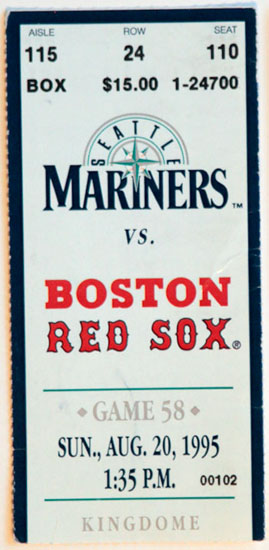 AISLE ROW SEAT
115 24 110
BOX $15.00 1-24700
SEATTLE
MARINERS ™
VS.
BOSTON
RED SOX®
GAME 58
SUN., AUG. 20, 1995
1:35 P.M. 00102
KINGDOME